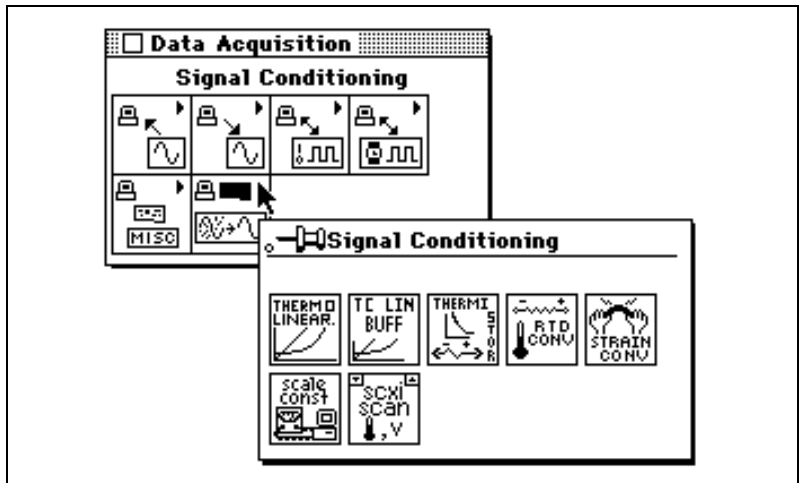 Data Acquisition
Signal Conditioning
MISC
Signal Conditioning
THERMO
LINEAR.
TC LIN
BUFF
THERMI
STOR
RTD
CONV
STRAIN
CONV
scale
const
scxi
scan
,V